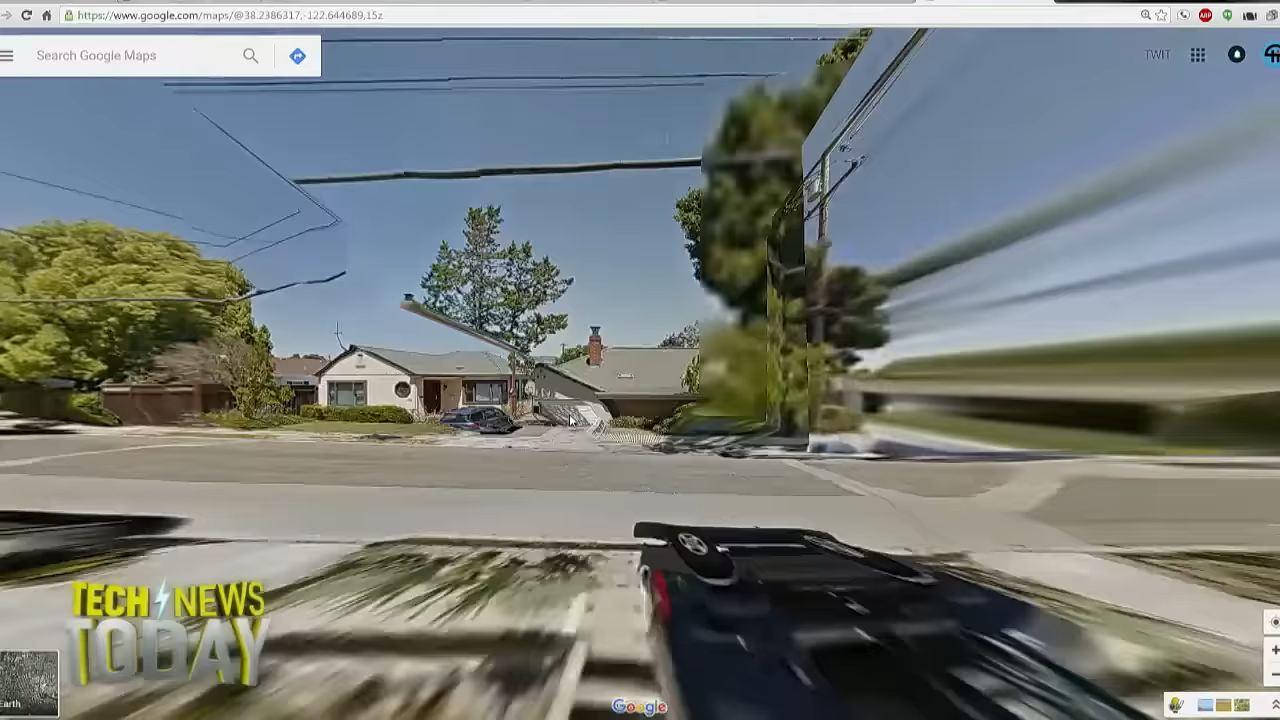 https://www.google.com/maps/@38.2386317,-122.644689,15z
Search Google Maps
TWIT
ABP
TECH NEWS
TODAY
Earth
Google